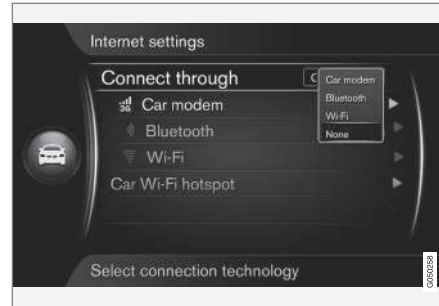 Internet settings
Connect through
Car modem
Bluetooth
Wi-Fi
None
3G Car modem
Bluetooth
Wi-Fi
Car Wi-Fi hotspot
Select connection technology
G050258